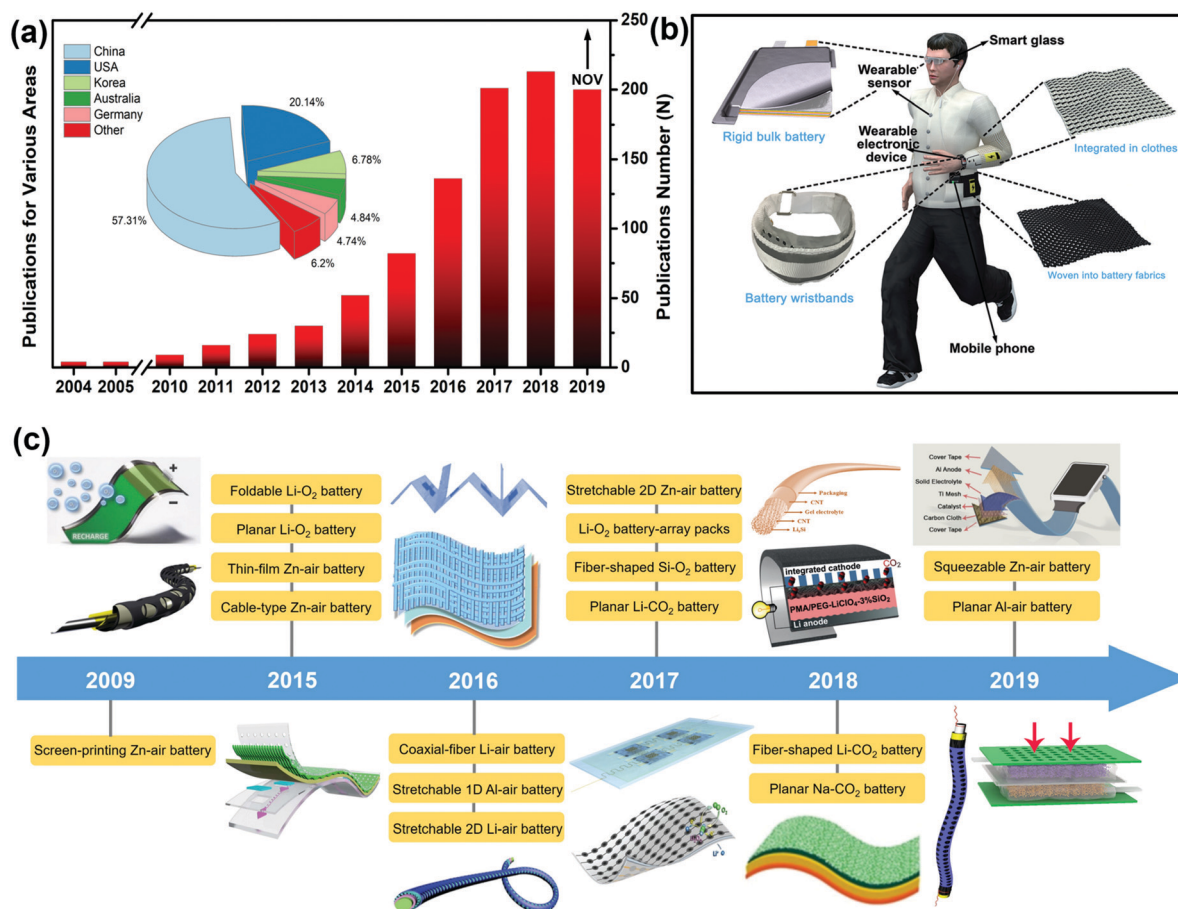 (a)
China
USA
Korea
Australia
Germany
Other
20.14%
6.78%
4.84%
4.74%
6.2%
57.31%
NOV
Publications for Various Areas
Publications Number (N)
250
200
150
100
50
0
2004 2005 2010 2011 2012 2013 2014 2015 2016 2017 2018 2019
(b)
Smart glass
Wearable
sensor
Rigid bulk battery
Wearable
electronic
device
Integrated in clothes
Battery wristbands
Woven into battery fabrics
Mobile phone
(c)
+
−
RECHARGE
Foldable Li-O₂ battery
Planar Li-O₂ battery
Thin-film Zn-air battery
Cable-type Zn-air battery
Stretchable 2D Zn-air battery
Li-O₂ battery-array packs
Fiber-shaped Si-O₂ battery
Planar Li-CO₂ battery
Packaging
CNT
Gel electrolyte
CNT
LiₓSi
integrated cathode
CO₂
PMA/PEG-LiClO₄-3%SiO₂
Li anode
Cover Tape
Al Anode
Solid Electrolyte
Ti Mesh
Catalyst
Carbon Cloth
Cover Tape
Squeezable Zn-air battery
Planar Al-air battery
2009 2015 2016 2017 2018 2019
Screen-printing Zn-air battery
Coaxial-fiber Li-air battery
Stretchable 1D Al-air battery
Stretchable 2D Li-air battery
Fiber-shaped Li-CO₂ battery
Planar Na-CO₂ battery